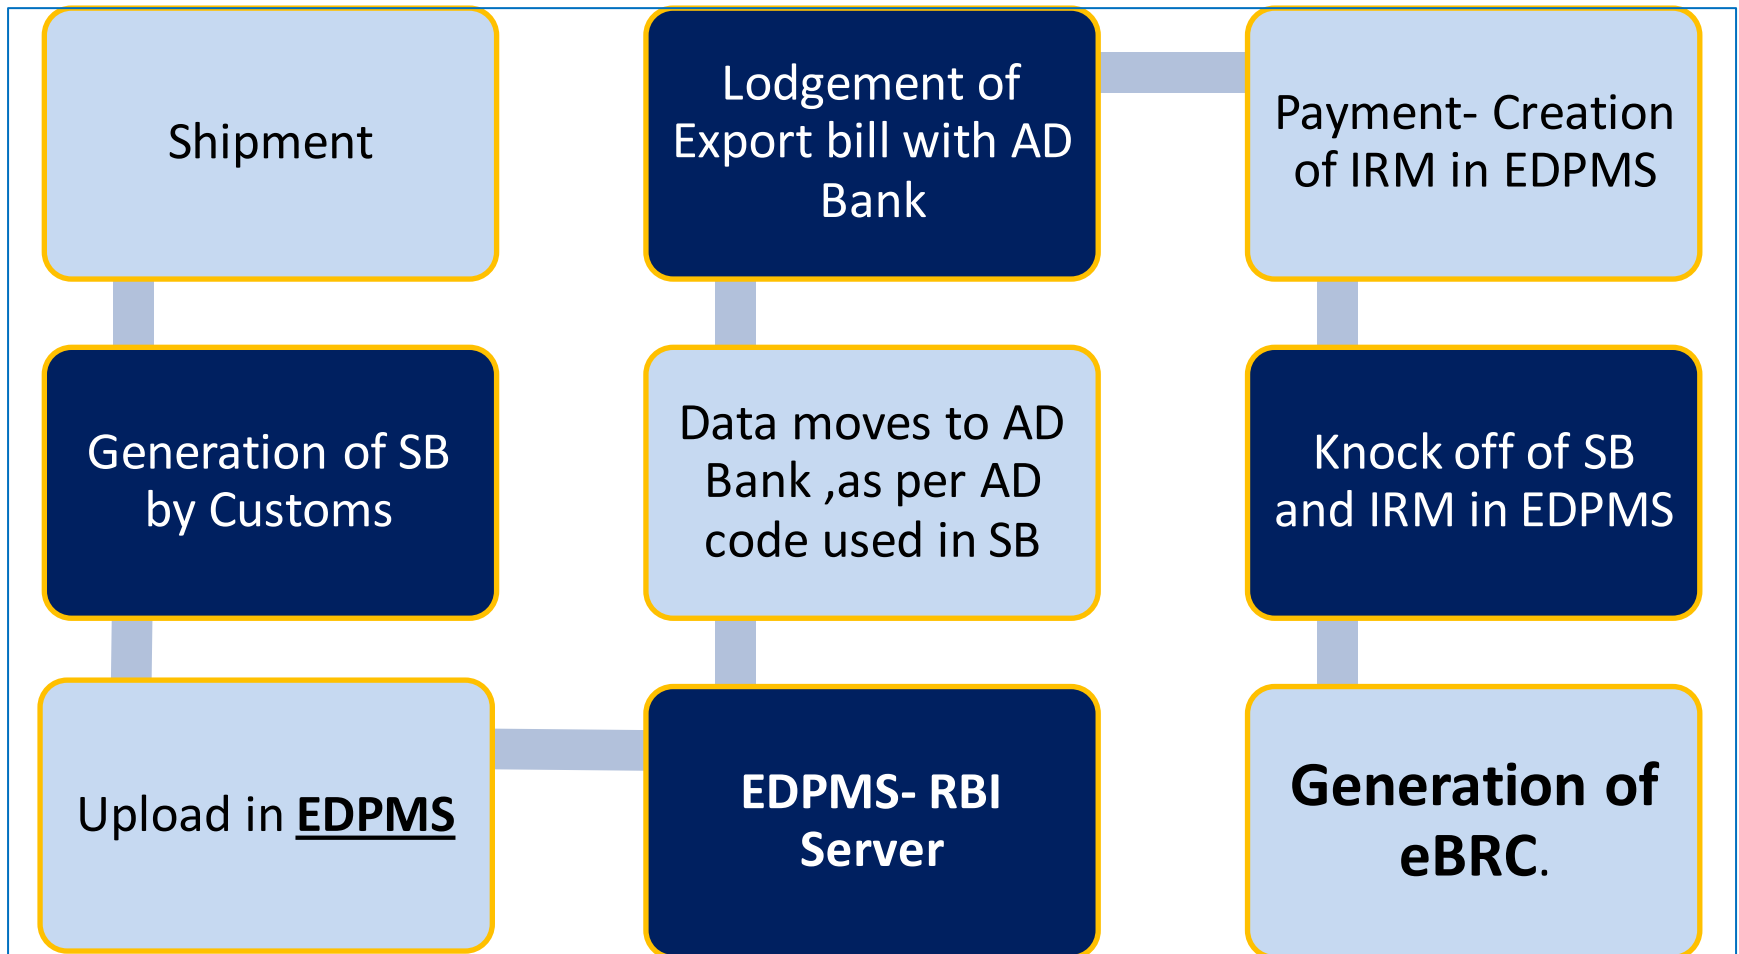 Shipment
Generation of SB
by Customs
Upload in EDPMS
EDPMS- RBI
Server
Data moves to AD
Bank ,as per AD
code used in SB
Lodgement of
Export bill with AD
Bank
Payment- Creation
of IRM in EDPMS
Knock off of SB
and IRM in EDPMS
Generation of
eBRC.